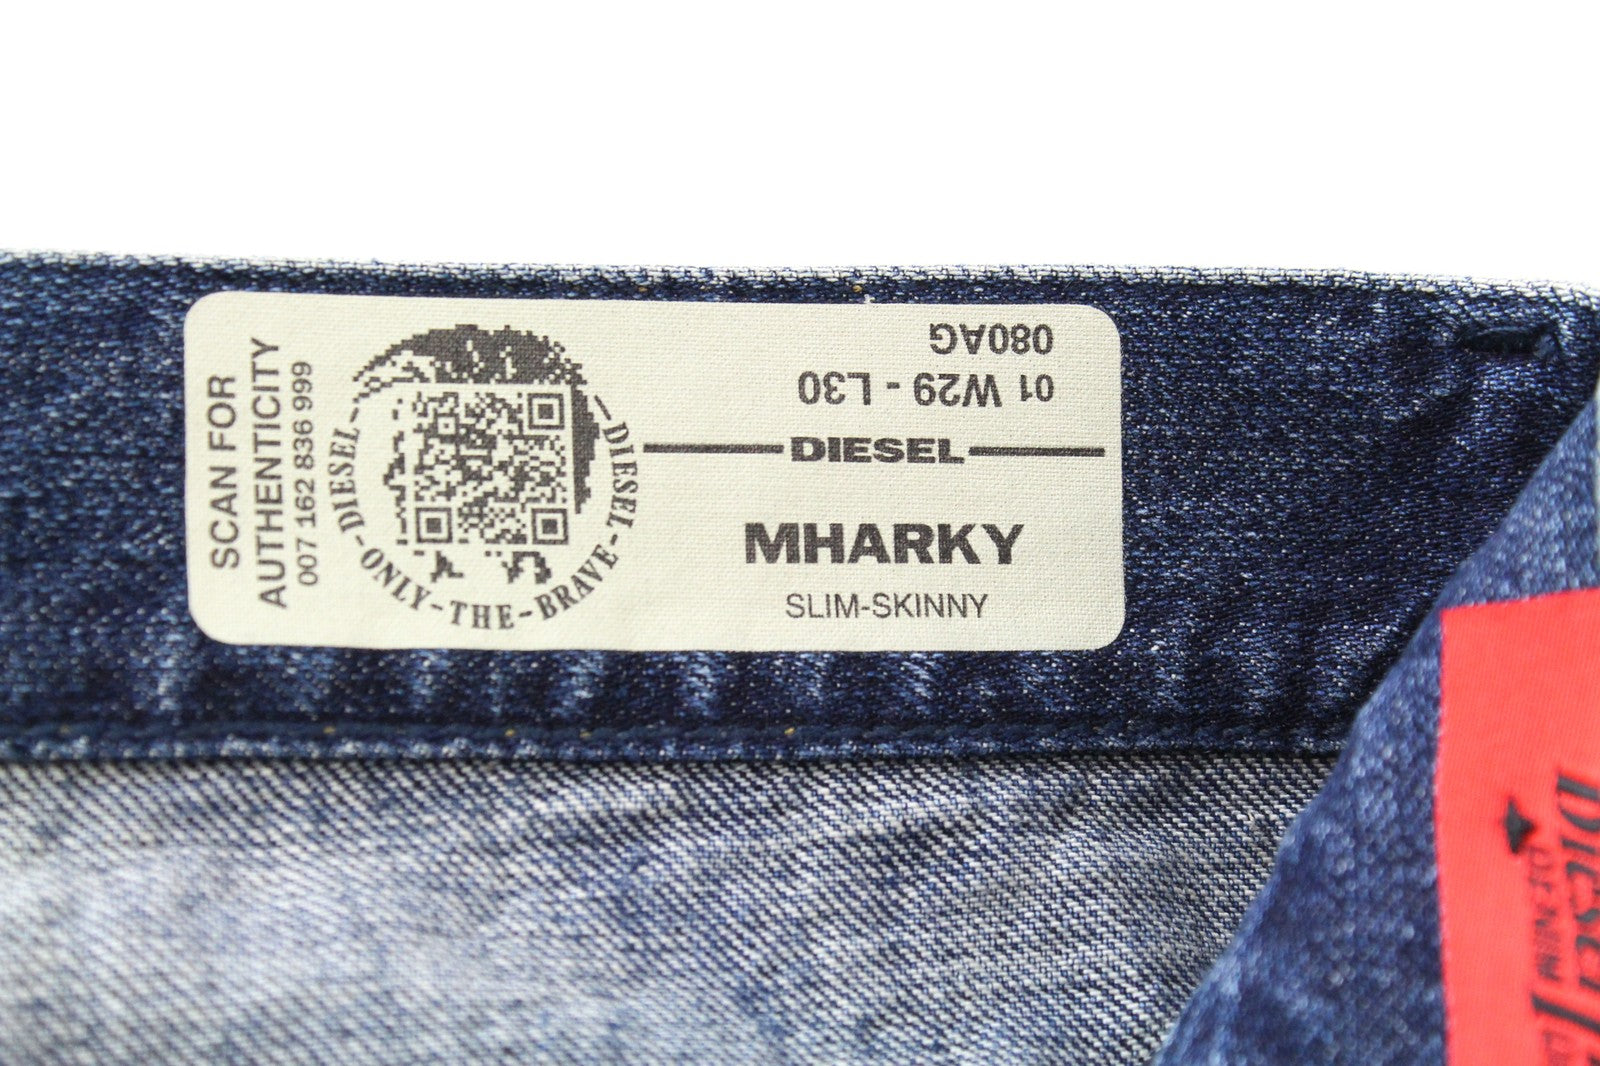 SCAN FOR
AUTHENTICITY
007 162 836 999
DIESEL-ONLY-THE-BRAVE-DIESEL
01 W29 - L30
080AG
DIESEL
MHARKY
SLIM-SKINNY
DIESEL